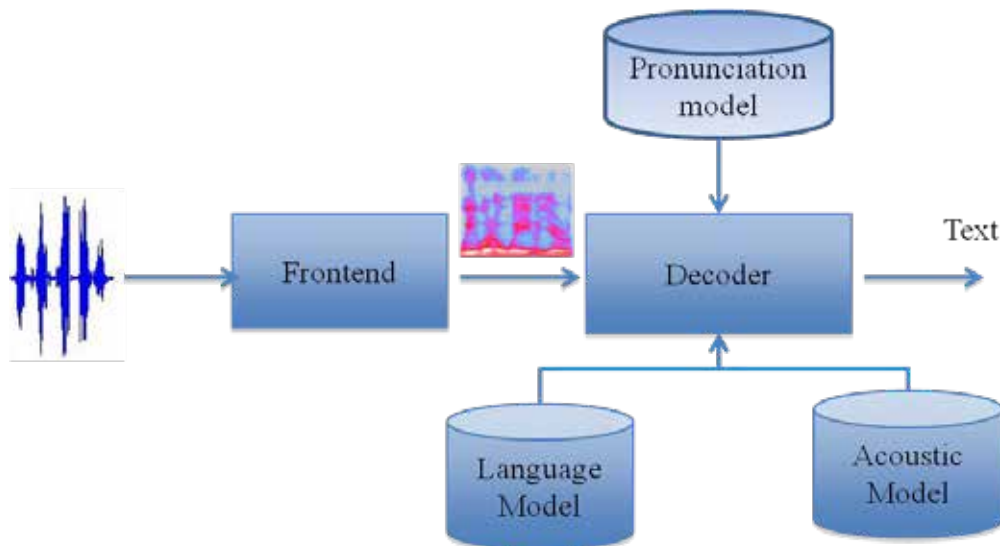 Pronunciation
model
Text
Frontend
Decoder
Language
Model
Acoustic
Model